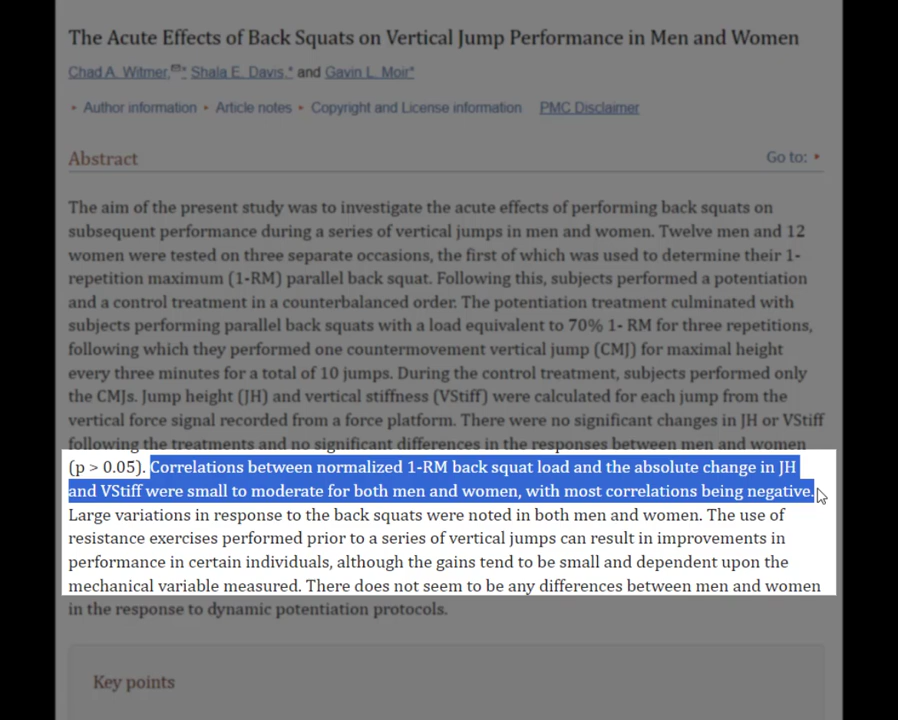 The Acute Effects of Back Squats on Vertical Jump Performance in Men and Women
Chad A. Witmer,✉* Shala E. Davis,* and Gavin L. Moir*
• Author information • Article notes • Copyright and License information PMC Disclaimer
Abstract
Go to: •
The aim of the present study was to investigate the acute effects of performing back squats on
subsequent performance during a series of vertical jumps in men and women. Twelve men and 12
women were tested on three separate occasions, the first of which was used to determine their 1-
repetition maximum (1-RM) parallel back squat. Following this, subjects performed a potentiation
and a control treatment in a counterbalanced order. The potentiation treatment culminated with
subjects performing parallel back squats with a load equivalent to 70% 1- RM for three repetitions,
following which they performed one countermovement vertical jump (CMJ) for maximal height
every three minutes for a total of 10 jumps. During the control treatment, subjects performed only
the CMJs. Jump height (JH) and vertical stiffness (VStiff) were calculated for each jump from the
vertical force signal recorded from a force platform. There were no significant changes in JH or VStiff
following the treatments and no significant differences in the responses between men and women
(p > 0.05). Correlations between normalized 1-RM back squat load and the absolute change in JH
and VStiff were small to moderate for both men and women, with most correlations being negative.
Large variations in response to the back squats were noted in both men and women. The use of
resistance exercises performed prior to a series of vertical jumps can result in improvements in
performance in certain individuals, although the gains tend to be small and dependent upon the
mechanical variable measured. There does not seem to be any differences between men and women
in the response to dynamic potentiation protocols.
Key points